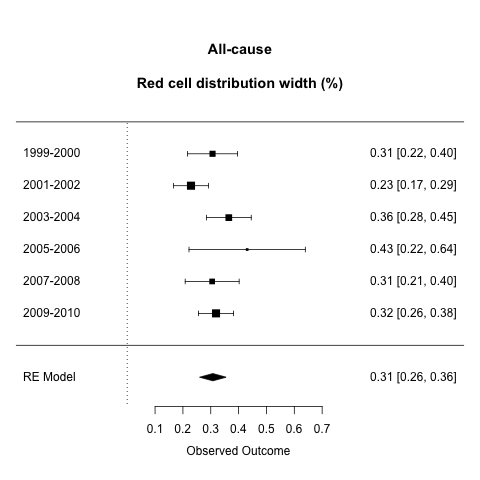 All-cause
Red cell distribution width (%)
1999-2000 0.31 [0.22, 0.40]
2001-2002 0.23 [0.17, 0.29]
2003-2004 0.36 [0.28, 0.45]
2005-2006 0.43 [0.22, 0.64]
2007-2008 0.31 [0.21, 0.40]
2009-2010 0.32 [0.26, 0.38]
RE Model 0.31 [0.26, 0.36]
0.1 0.2 0.3 0.4 0.5 0.6 0.7
Observed Outcome